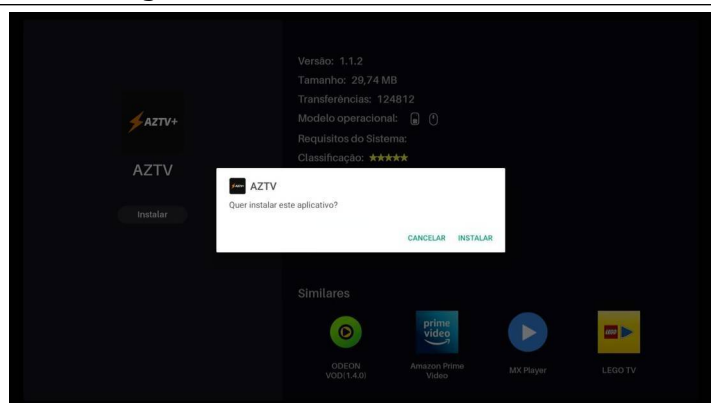 Versão: 1.1.2
Tamanho: 29,74 MB
Transferências: 124812
Modelo operacional:
Requisitos do Sistema:
Classificação:
AZTV+
AZTV
Instalar
AZTV
Quer instalar este aplicativo?
CANCELAR INSTALAR
Similares
prime
video
ODEON
VOD(1.4.0)
Amazon Prime
Video
MX Player
LEGO TV